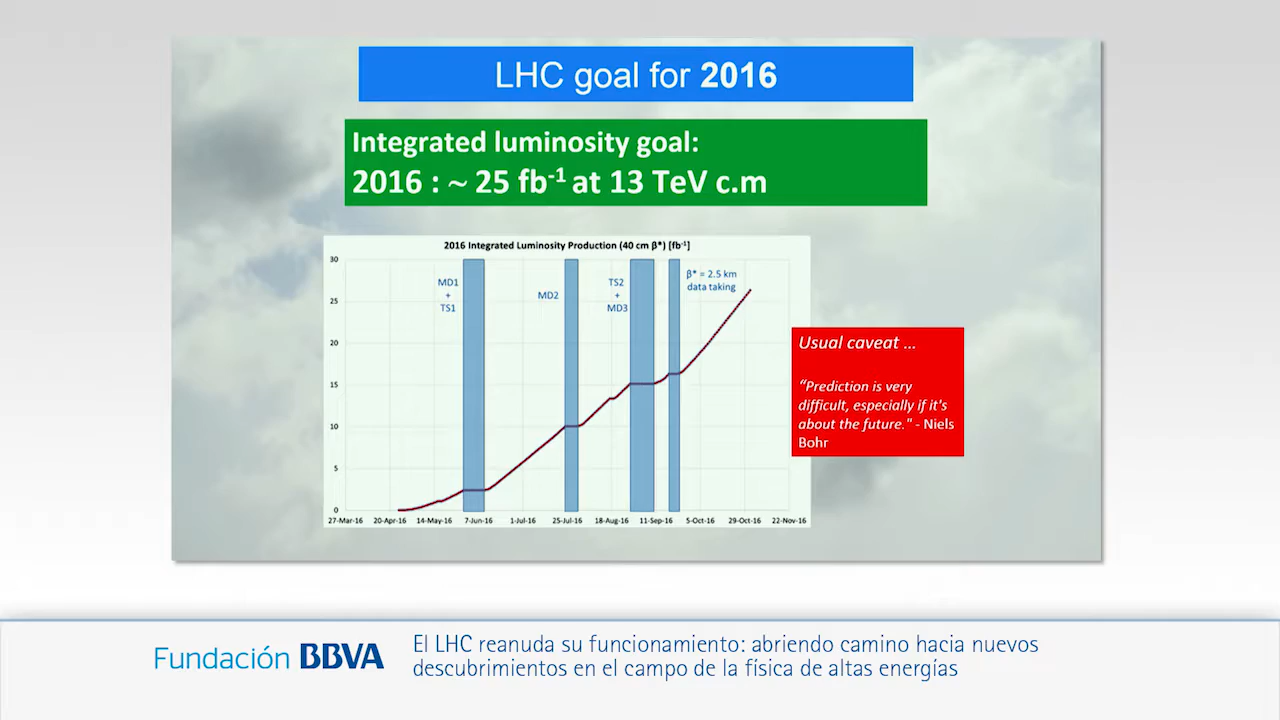 LHC goal for 2016
Integrated luminosity goal:
2016 : ~ 25 fb-1 at 13 TeV c.m
2016 Integrated Luminosity Production (40 cm β*) [fb-1]
30
25
20
15
10
5
0
MD1
+
TS1
MD2
TS2
+
MD3
β* = 2.5 km
data taking
27-Mar-16 20-Apr-16 14-May-16 7-Jun-16 1-Jul-16 25-Jul-16 18-Aug-16 11-Sep-16 5-Oct-16 29-Oct-16 22-Nov-16
Usual caveat ...
“Prediction is very
difficult, especially if it's
about the future." - Niels
Bohr
Fundación BBVA
El LHC reanuda su funcionamiento: abriendo camino hacia nuevos
descubrimientos en el campo de la física de altas energías